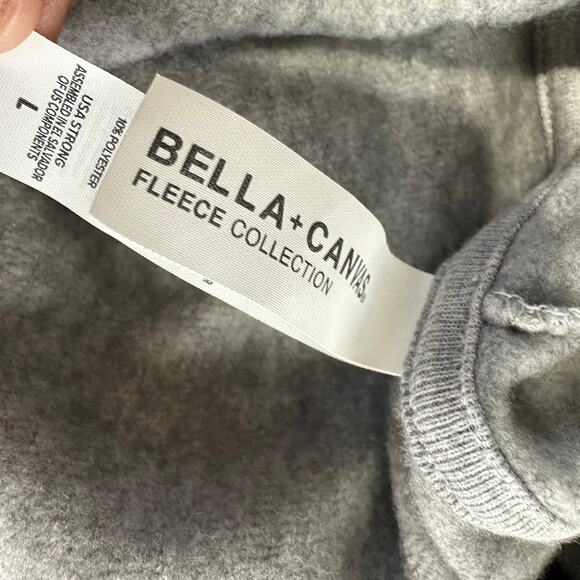 BELLA+CANVAS®
FLEECE COLLECTION
10% POLYESTER
USA STRONG
ASSEMBLED IN EL SALVADOR
OF US COMPONENTS
L